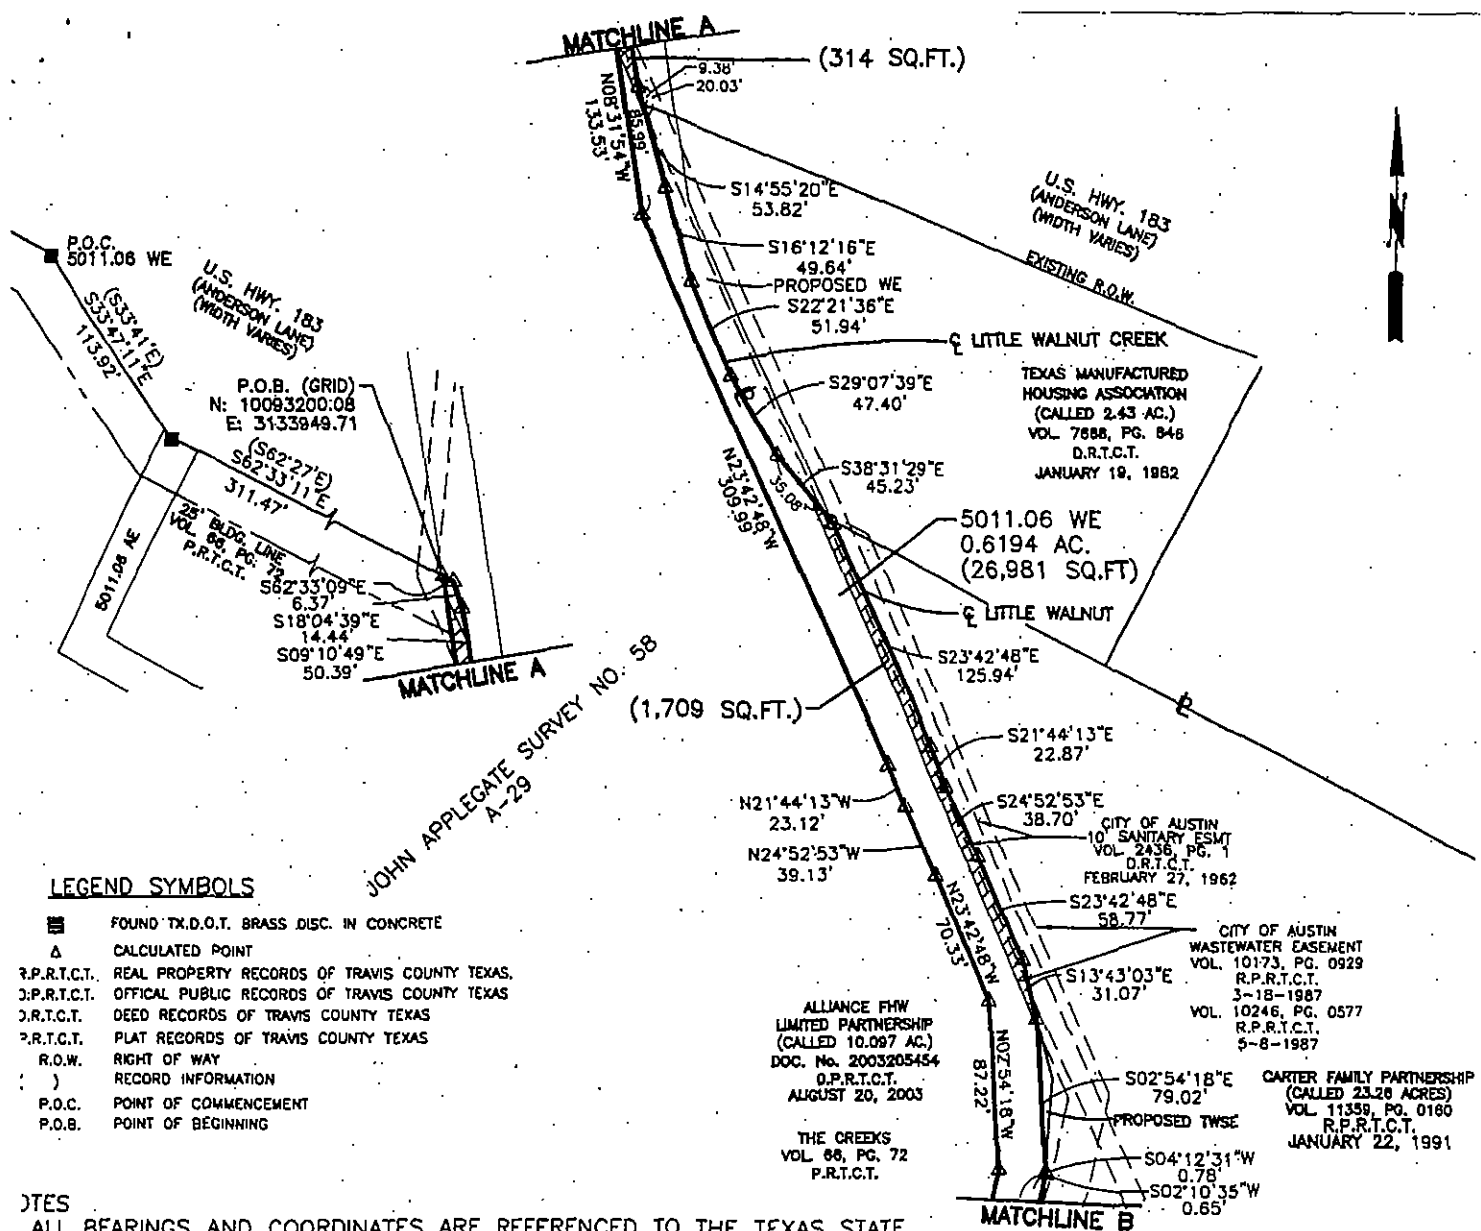 MATCHLINE A
(314 SQ.FT.)
9.38'
20.03'
N08°31'54"W
133.53'
85.99'
S14°55'20"E
53.82'
S16°12'16"E
49.64'
PROPOSED WE
S22°21'36"E
51.94'
℄ LITTLE WALNUT CREEK
S29°07'39"E
47.40'
S38°31'29"E
45.23'
35.08'
N23°42'48"W
309.99'
U.S. HWY. 183
(ANDERSON LANE)
(WIDTH VARIES)
EXISTING R.O.W.
N
TEXAS MANUFACTURED
HOUSING ASSOCIATION
(CALLED 2.43 AC.)
VOL. 7688, PG. 846
D.R.T.C.T.
JANUARY 19, 1982
P.O.C.
5011.06 WE
U.S. HWY. 183
(ANDERSON LANE)
(WIDTH VARIES)
(S33°41'E)
S33°47'11"E
113.92'
P.O.B. (GRID)
N: 10093200.08
E: 3133949.71
(S62°27'E)
S62°33'11"E
311.47'
25' BLDG. LINE
VOL. 66, PG. 72
P.R.T.C.T.
5011.06 AE
S62°33'09"E
6.37'
S18°04'39"E
14.44'
S09°10'49"E
50.39'
MATCHLINE A
5011.06 WE
0.6194 AC.
(26,981 SQ.FT)
℄ LITTLE WALNUT
S23°42'48"E
125.94'
(1,709 SQ.FT.)
JOHN APPLEGATE SURVEY NO. 58
A-29
S21°44'13"E
22.87'
N21°44'13"W
23.12'
S24°52'53"E
38.70'
N24°52'53"W
39.13'
CITY OF AUSTIN
10' SANITARY ESMT
VOL. 2436, PG. 1
D.R.T.C.T.
FEBRUARY 27, 1962
S23°42'48"E
58.77'
N23°42'48"W
70.33'
CITY OF AUSTIN
WASTEWATER EASEMENT
VOL. 10173, PG. 0929
R.P.R.T.C.T.
3-18-1987
VOL. 10246, PG. 0577
R.P.R.T.C.T.
5-8-1987
S13°43'03"E
31.07'
ALLIANCE FHW
LIMITED PARTNERSHIP
(CALLED 10.097 AC.)
DOC. No. 2003205454
O.P.R.T.C.T.
AUGUST 20, 2003
N02°54'18"W
87.22'
S02°54'18"E
79.02'
PROPOSED TWSE
CARTER FAMILY PARTNERSHIP
(CALLED 23.26 ACRES)
VOL. 11359, PG. 0160
R.P.R.T.C.T.
JANUARY 22, 1991
THE CREEKS
VOL. 66, PG. 72
P.R.T.C.T.
S04°12'31"W
0.78'
S02°10'35"W
0.65'
MATCHLINE B
LEGEND SYMBOLS
FOUND TX.D.O.T. BRASS DISC. IN CONCRETE
CALCULATED POINT
R.P.R.T.C.T. REAL PROPERTY RECORDS OF TRAVIS COUNTY TEXAS.
O.P.R.T.C.T. OFFICAL PUBLIC RECORDS OF TRAVIS COUNTY TEXAS
D.R.T.C.T. DEED RECORDS OF TRAVIS COUNTY TEXAS
P.R.T.C.T. PLAT RECORDS OF TRAVIS COUNTY TEXAS
R.O.W. RIGHT OF WAY
( ) RECORD INFORMATION
P.O.C. POINT OF COMMENCEMENT
P.O.B. POINT OF BEGINNING
OTES
ALL BEARINGS AND COORDINATES ARE REFERENCED TO THE TEXAS STATE